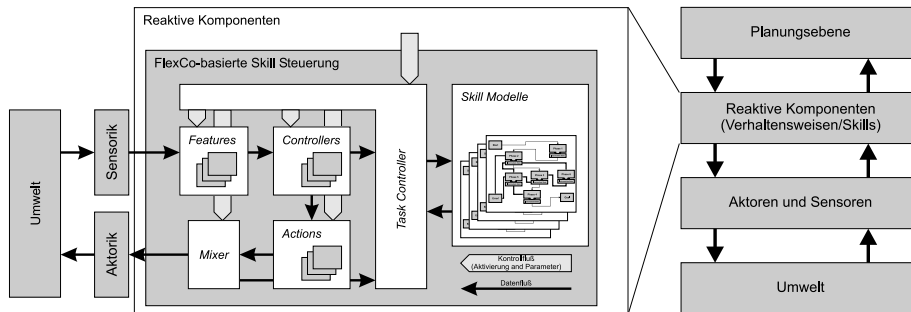 Reaktive Komponenten
FlexCo-basierte Skill Steuerung
Umwelt
Sensorik
Aktorik
Features
Controllers
Mixer
Actions
Task Controller
Skill Modelle
Kontrollfluß
(Aktivierung and Parameter)
Datenfluß
Planungsebene
Reaktive Komponenten
(Verhaltensweisen/Skills)
Aktoren und Sensoren
Umwelt